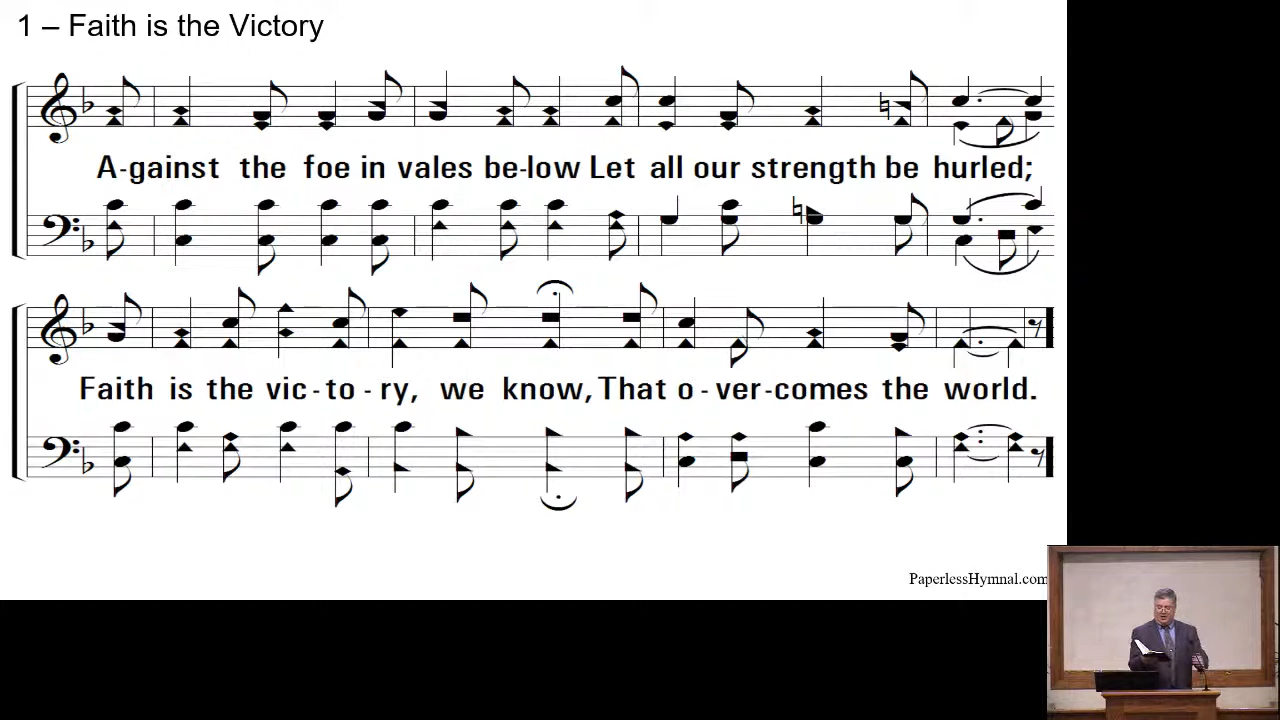 1 – Faith is the Victory
A-gainst the foe in vales be-low Let all our strength be hurled;
Faith is the vic-to-ry, we know, That o-ver-comes the world.
PaperlessHymnal.com